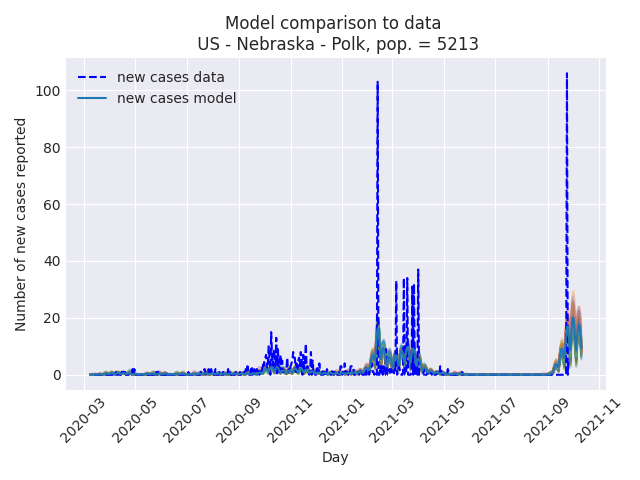 Model comparison to data
US - Nebraska - Polk, pop. = 5213
new cases data
new cases model
Number of new cases reported
100
80
60
40
20
0
2020-03
2020-05
2020-07
2020-09
2020-11
2021-01
2021-03
2021-05
2021-07
2021-09
2021-11
Day